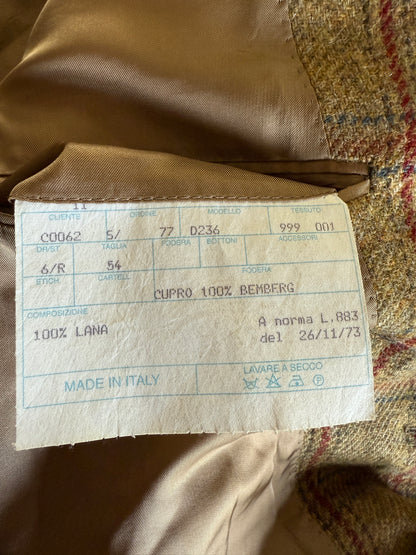 11
CLIENTE ORDINE MODELLO TESSUTO
C0062 5/ 77 D236 999 001
DR/ST TAGLIA FODERA BOTTONI ACCESSORI
6/R 54
ETICH. CARTELL FODERA
CUPRO 100% BEMBERG
COMPOSIZIONE
100% LANA A norma L.883
del 26/11/73
MADE IN ITALY LAVARE A SECCO
P